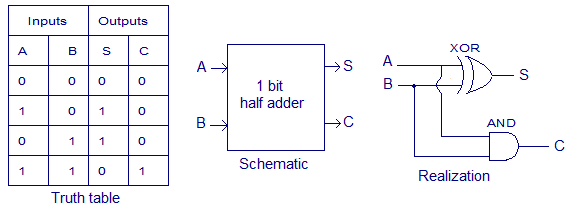 Inputs Outputs
A B S C
0 0 0 0
1 0 1 0
0 1 1 0
1 1 0 1
Truth table
A S
1 bit
half adder
B C
Schematic
XOR
A
B
S
AND
C
Realization